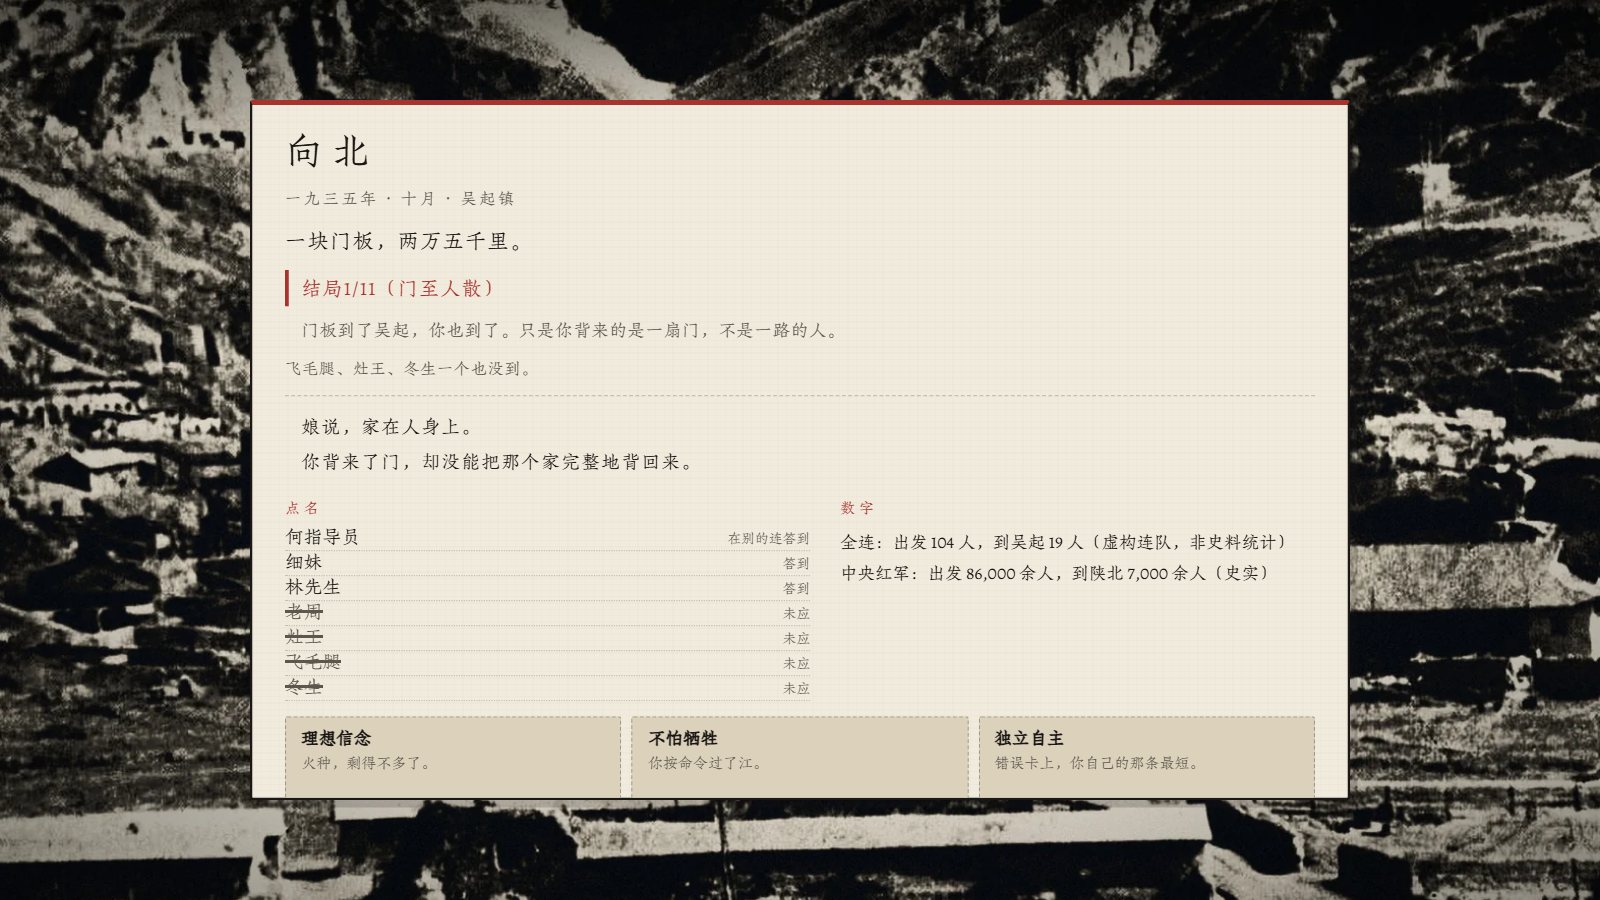 向北
一九三五年 · 十月 · 吴起镇
一块门板，两万五千里。
结局1/11（门至人散）
门板到了吴起，你也到了。只是你背来的是一扇门，不是一路的人。
飞毛腿、灶王、冬生一个也没到。
娘说，家在人身上。
你背来了门，却没能把那个家完整地背回来。
点名
何指导员 在别的连答到
细妹 答到
林先生 答到
老周 未应
灶王 未应
飞毛腿 未应
冬生 未应
数字
全连：出发 104 人，到吴起 19 人（虚构连队，非史料统计）
中央红军：出发 86,000 余人，到陕北 7,000 余人（史实）
理想信念
火种，剩得不多了。
不怕牺牲
你按命令过了江。
独立自主
错误卡上，你自己的那条最短。